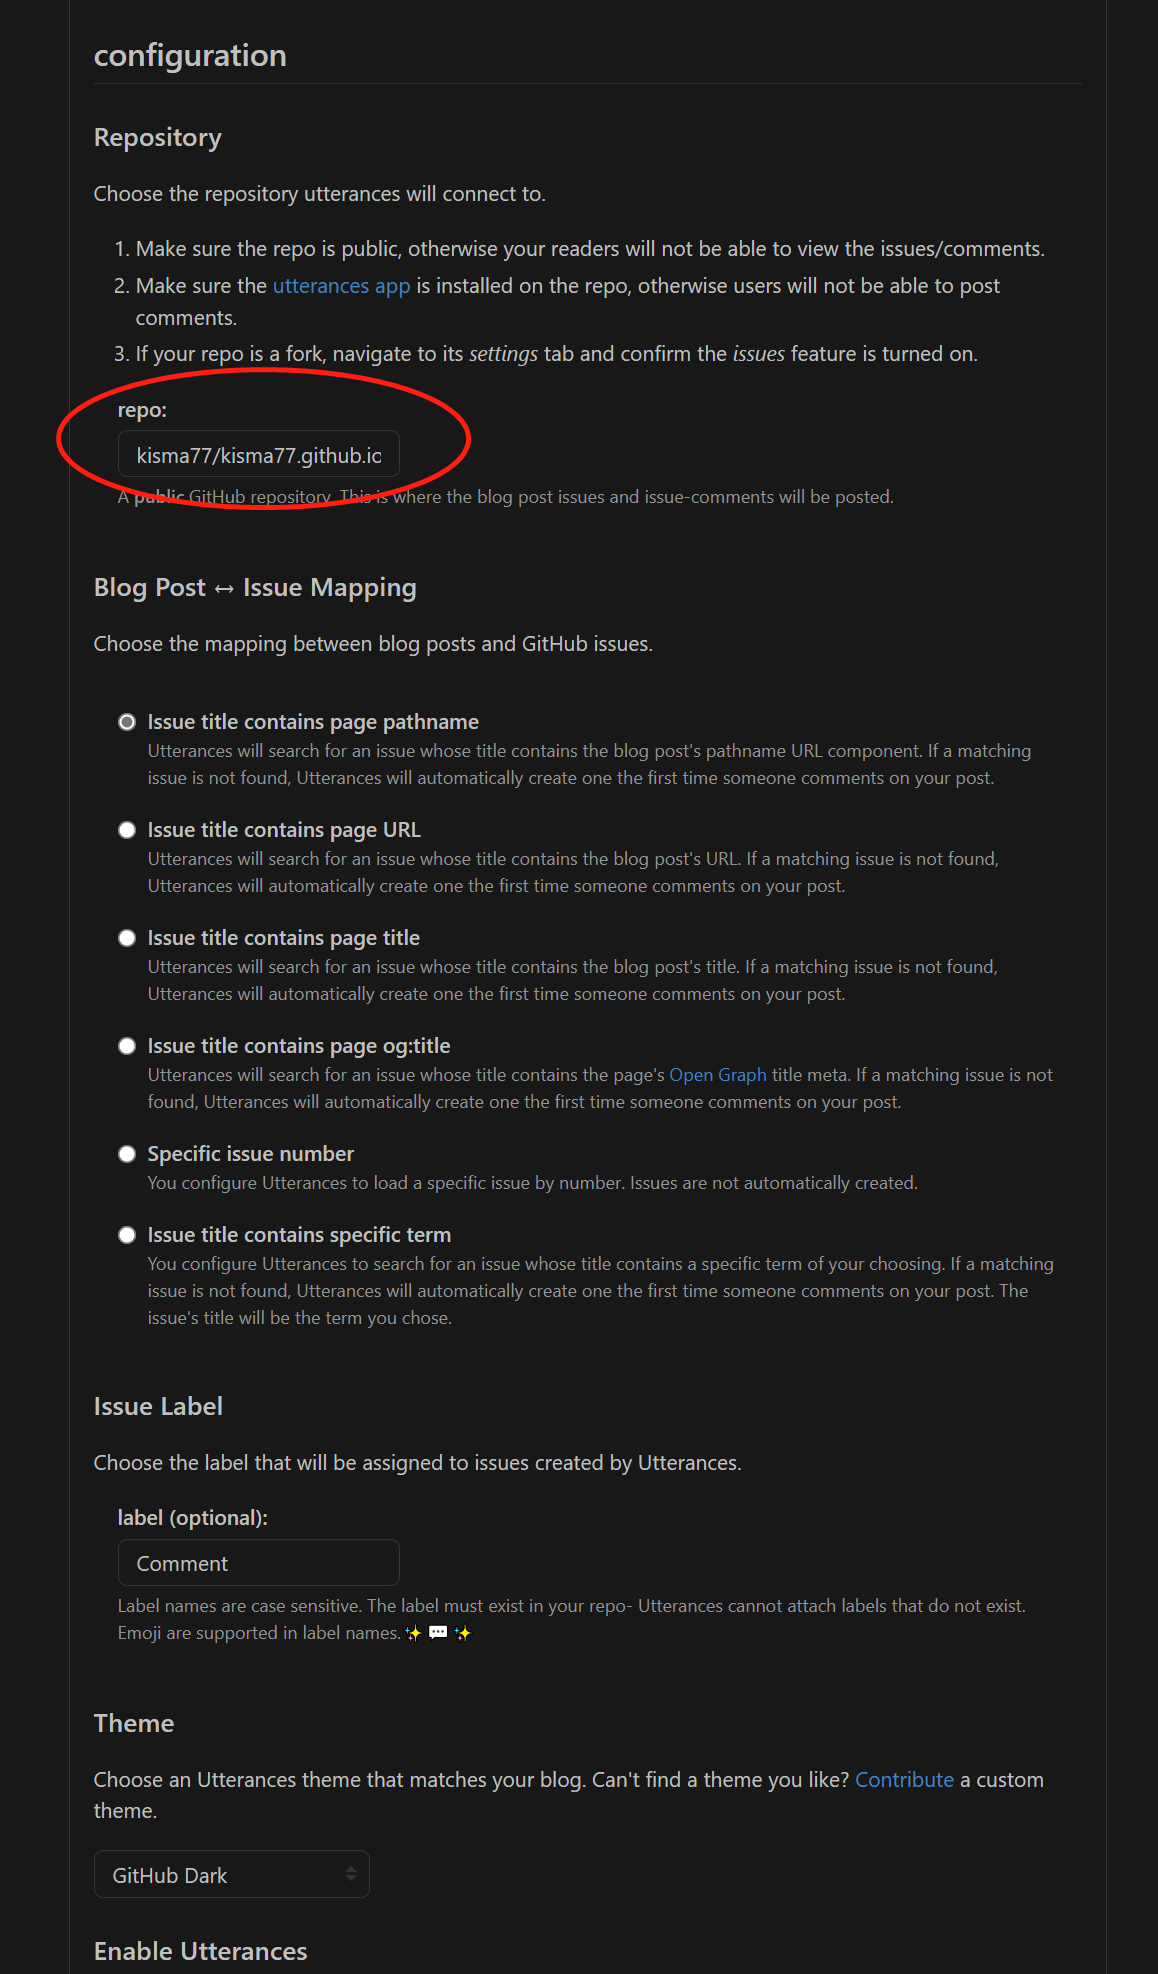 configuration
Repository
Choose the repository utterances will connect to.
1. Make sure the repo is public, otherwise your readers will not be able to view the issues/comments.
2. Make sure the utterances app is installed on the repo, otherwise users will not be able to post
comments.
3. If your repo is a fork, navigate to its settings tab and confirm the issues feature is turned on.
repo:
kisma77/kisma77.github.io
A public GitHub repository. This is where the blog post issues and issue-comments will be posted.
Blog Post ↔ Issue Mapping
Choose the mapping between blog posts and GitHub issues.
Issue title contains page pathname
Utterances will search for an issue whose title contains the blog post's pathname URL component. If a matching
issue is not found, Utterances will automatically create one the first time someone comments on your post.
Issue title contains page URL
Utterances will search for an issue whose title contains the blog post's URL. If a matching issue is not found,
Utterances will automatically create one the first time someone comments on your post.
Issue title contains page title
Utterances will search for an issue whose title contains the blog post's title. If a matching issue is not found,
Utterances will automatically create one the first time someone comments on your post.
Issue title contains page og:title
Utterances will search for an issue whose title contains the page's Open Graph title meta. If a matching issue is not
found, Utterances will automatically create one the first time someone comments on your post.
Specific issue number
You configure Utterances to load a specific issue by number. Issues are not automatically created.
Issue title contains specific term
You configure Utterances to search for an issue whose title contains a specific term of your choosing. If a matching
issue is not found, Utterances will automatically create one the first time someone comments on your post. The
issue's title will be the term you chose.
Issue Label
Choose the label that will be assigned to issues created by Utterances.
label (optional):
Comment
Label names are case sensitive. The label must exist in your repo- Utterances cannot attach labels that do not exist.
Emoji are supported in label names. ✨💬✨
Theme
Choose an Utterances theme that matches your blog. Can't find a theme you like? Contribute a custom
theme.
GitHub Dark
Enable Utterances